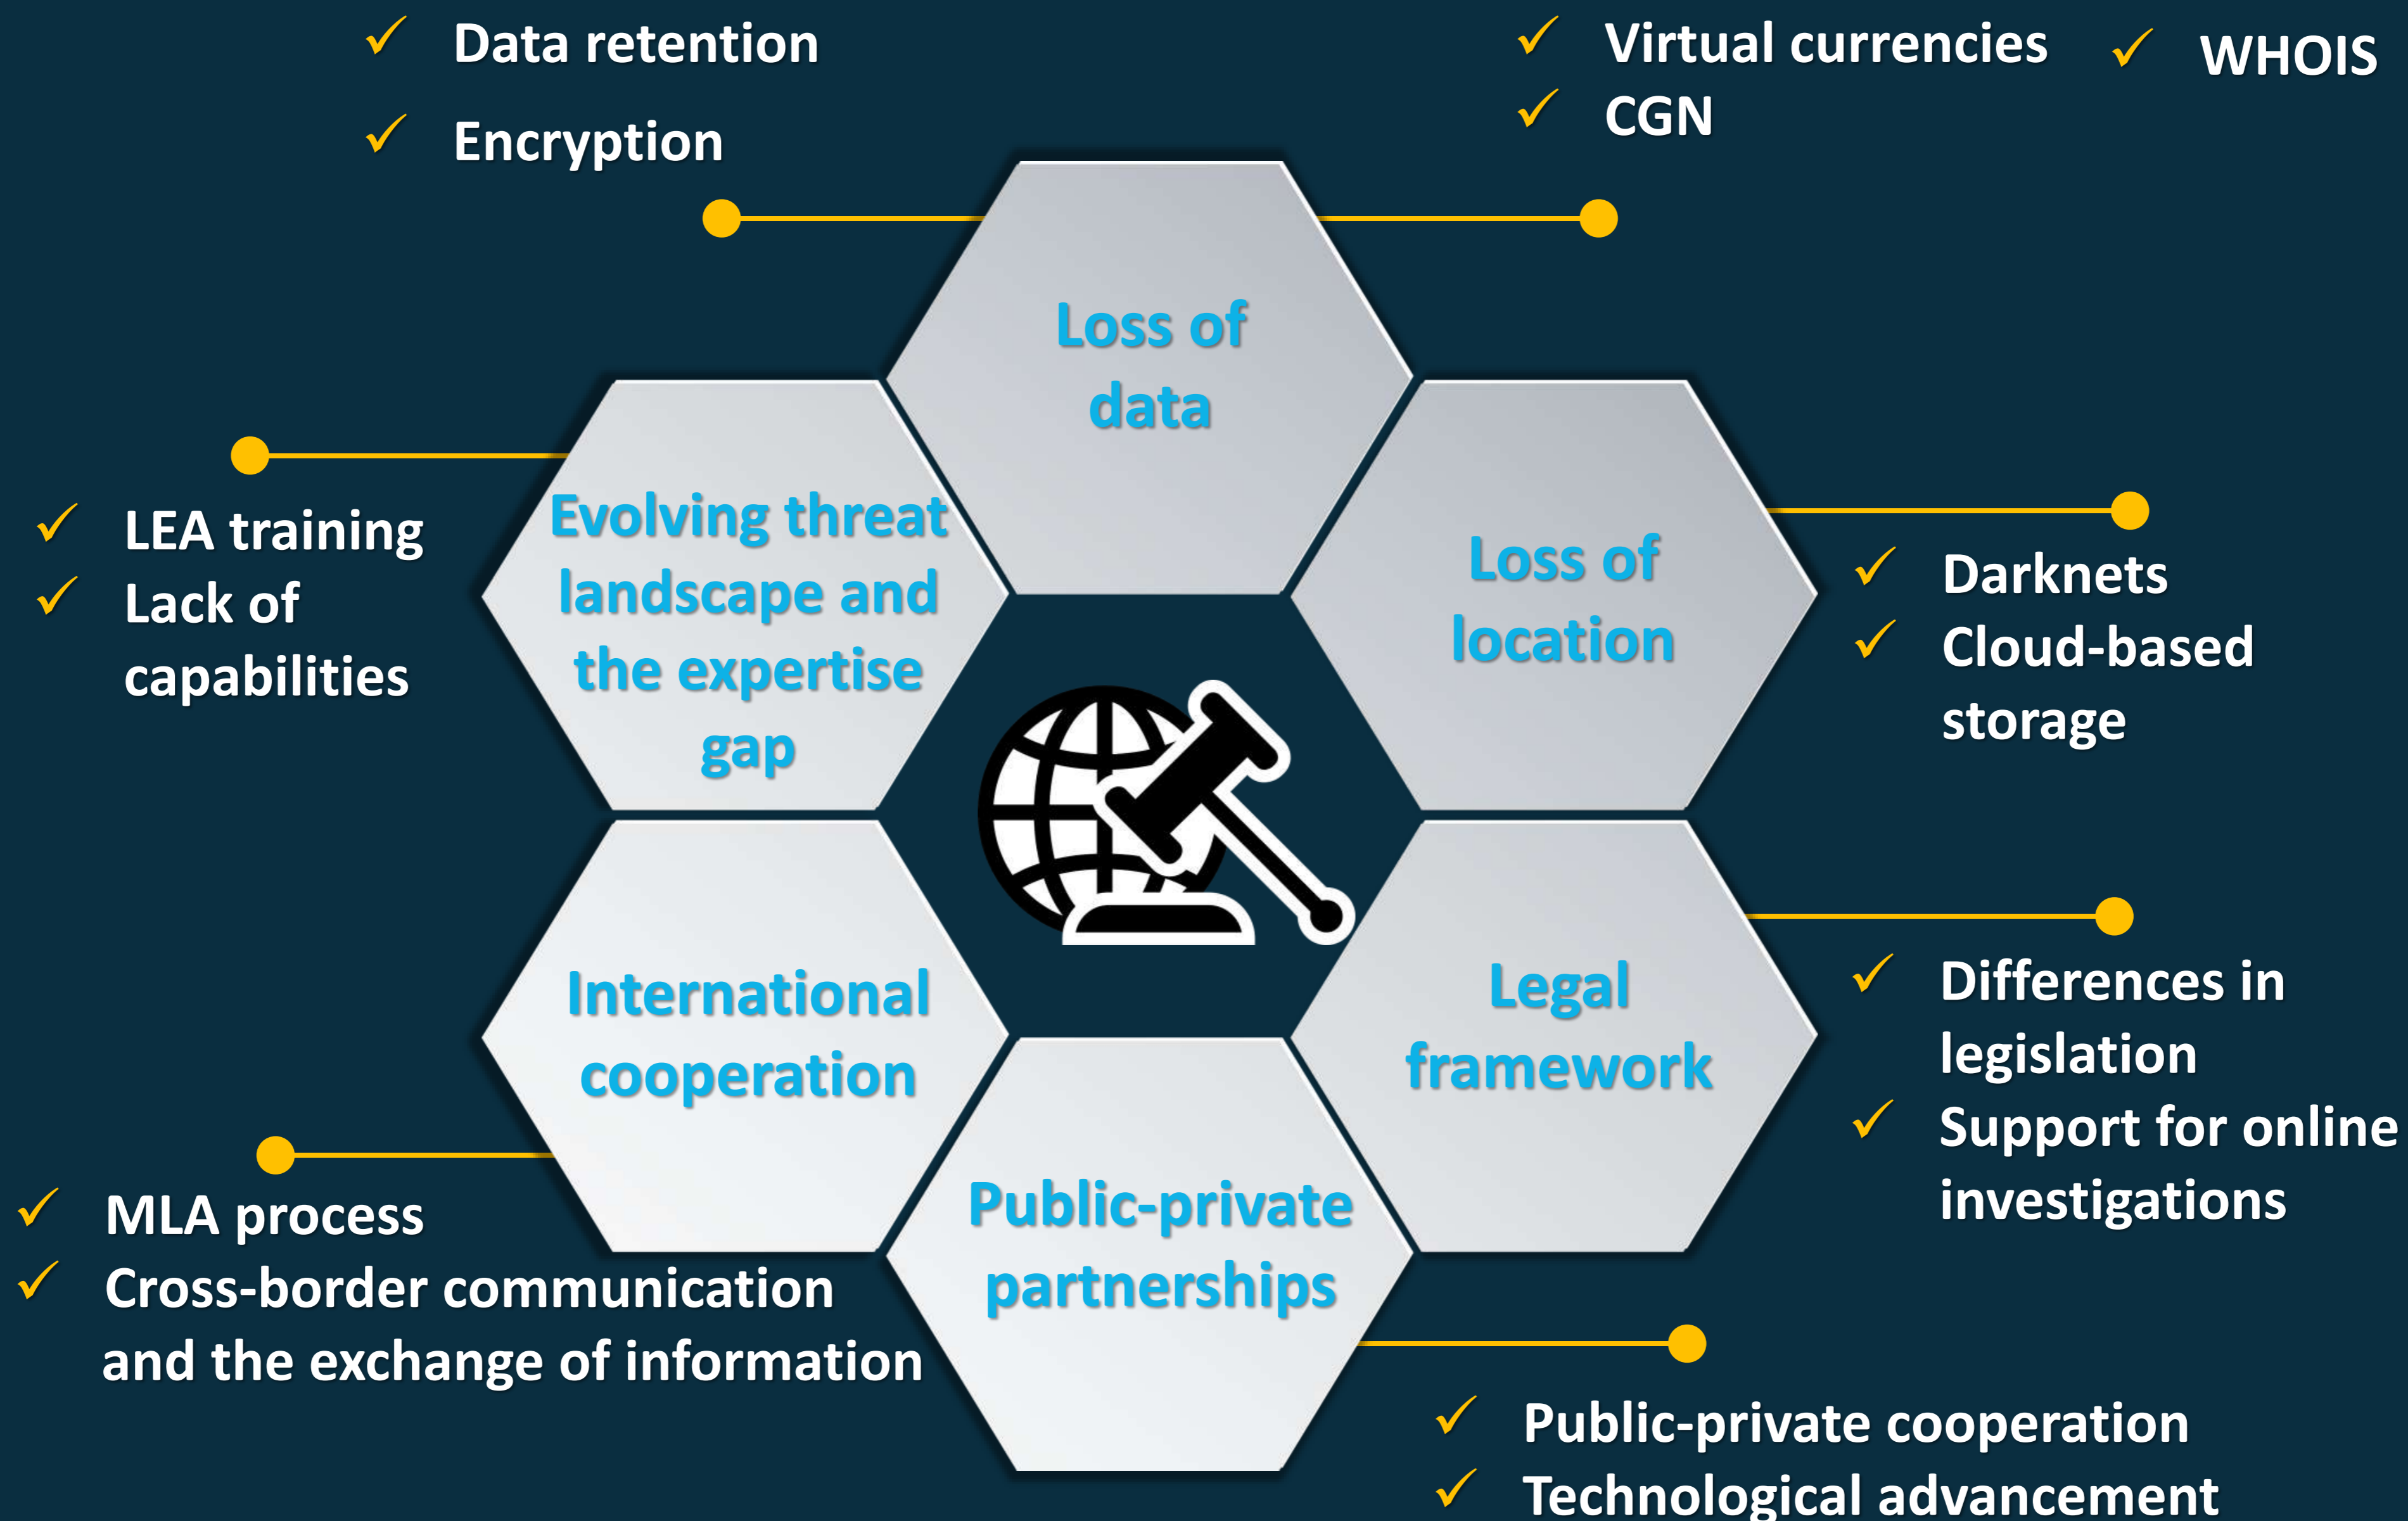 Data retention
Encryption
Virtual currencies
CGN
WHOIS
Loss of
data
LEA training
Lack of
capabilities
Evolving threat
landscape and
the expertise
gap
Loss of
location
Darknets
Cloud-based
storage
International
cooperation
Legal
framework
Differences in
legislation
Support for online
investigations
MLA process
Cross-border communication
and the exchange of information
Public-private
partnerships
Public-private cooperation
Technological advancement